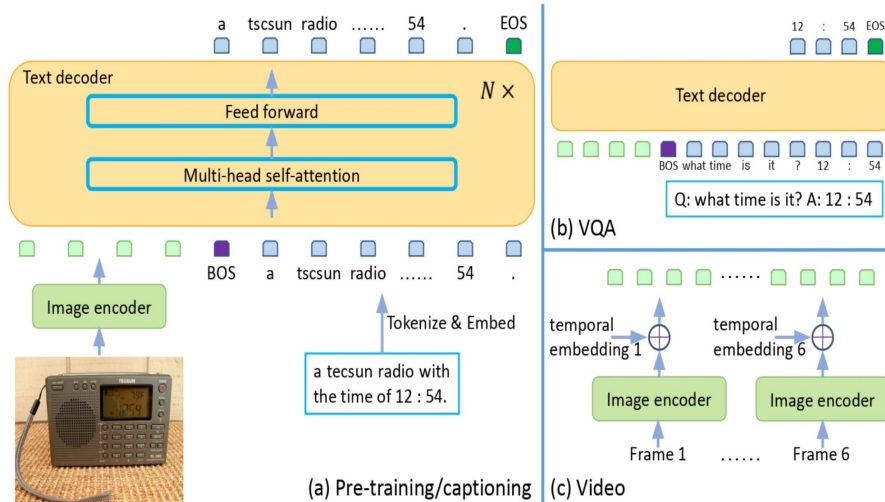 a tscsun radio ...... 54 . EOS
Text decoder
N ×
Feed forward
Multi-head self-attention
BOS a tscsun radio ...... 54 .
Image encoder
Tokenize & Embed
a tecsun radio with
the time of 12 : 54.
TECSUN
(a) Pre-training/captioning
12 : 54 EOS
Text decoder
BOS what time is it ? 12 : 54
Q: what time is it? A: 12 : 54
(b) VQA
......
temporal
embedding 1
temporal
embedding 6
Image encoder
Image encoder
Frame 1 ...... Frame 6
(c) Video